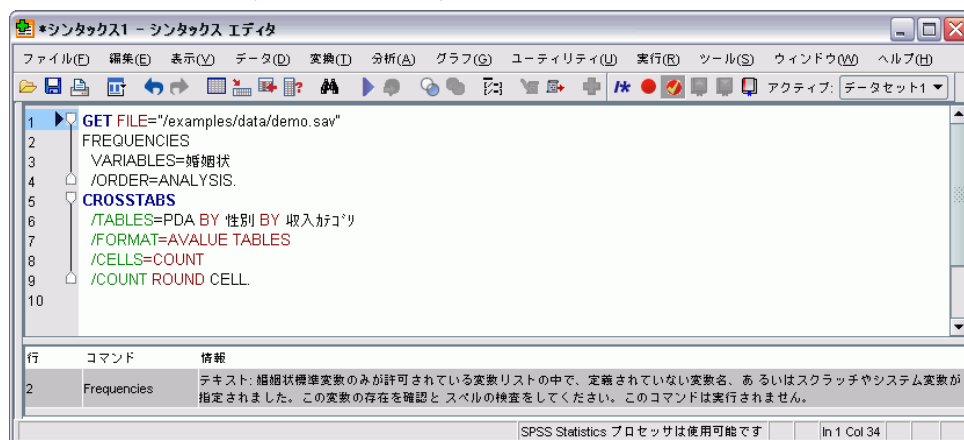 *シンタックス1 - シンタックス エディタ
ファイル(F) 編集(E) 表示(V) データ(D) 変換(T) 分析(A) グラフ(G) ユーティリティ(U) 実行(R) ツール(S) ウィンドウ(W) ヘルプ(H)
アクティブ: データセット1
1 GET FILE="/examples/data/demo.sav"
2 FREQUENCIES
3 VARIABLES=婚姻状
4 /ORDER=ANALYSIS.
5 CROSSTABS
6 /TABLES=PDA BY 性別 BY 収入ｶﾃｺﾞﾘ
7 /FORMAT=AVALUE TABLES
8 /CELLS=COUNT
9 /COUNT ROUND CELL.
10
行 コマンド 情報
2 Frequencies テキスト: 婚姻状標準変数のみが許可されている変数リストの中で、定義されていない変数名、あ るいはスクラッチやシステム変数が
指定されました。この変数の存在を確認と スペルの検査をしてください。このコマンドは実行されません。
SPSS Statistics プロセッサは使用可能です In 1 Col 34